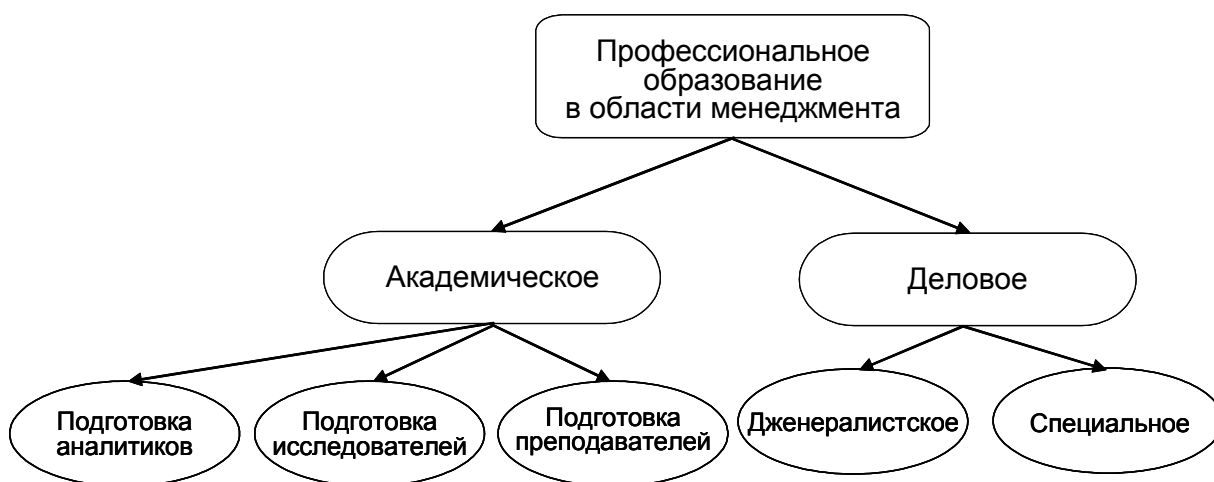 Профессиональное
образование
в области менеджмента
Академическое
Деловое
Подготовка
аналитиков
Подготовка
исследователей
Подготовка
преподавателей
Дженералистское
Специальное